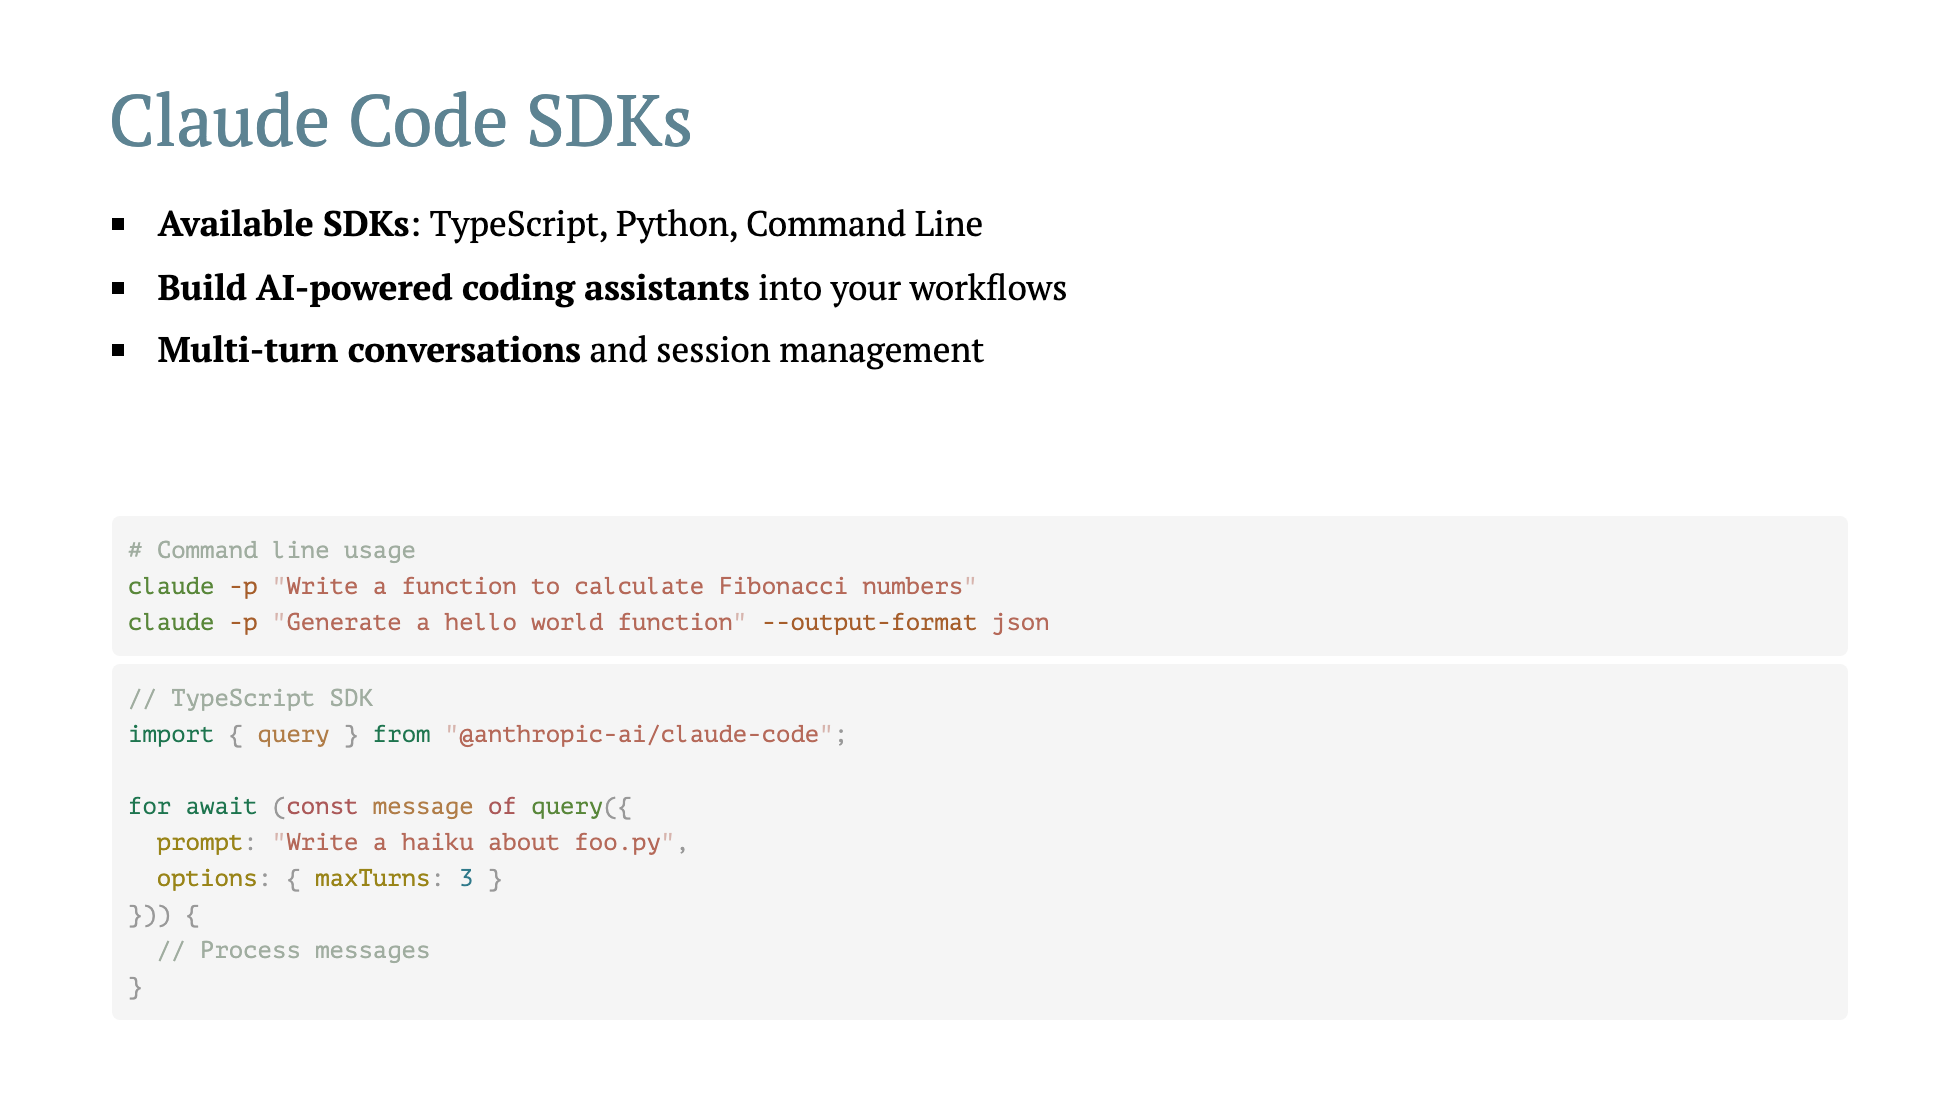 Claude Code SDKs
▪ Available SDKs: TypeScript, Python, Command Line
▪ Build AI-powered coding assistants into your workflows
▪ Multi-turn conversations and session management
# Command line usage
claude -p "Write a function to calculate Fibonacci numbers"
claude -p "Generate a hello world function" --output-format json
// TypeScript SDK
import { query } from "@anthropic-ai/claude-code";

for await (const message of query({
  prompt: "Write a haiku about foo.py",
  options: { maxTurns: 3 }
})) {
  // Process messages
}